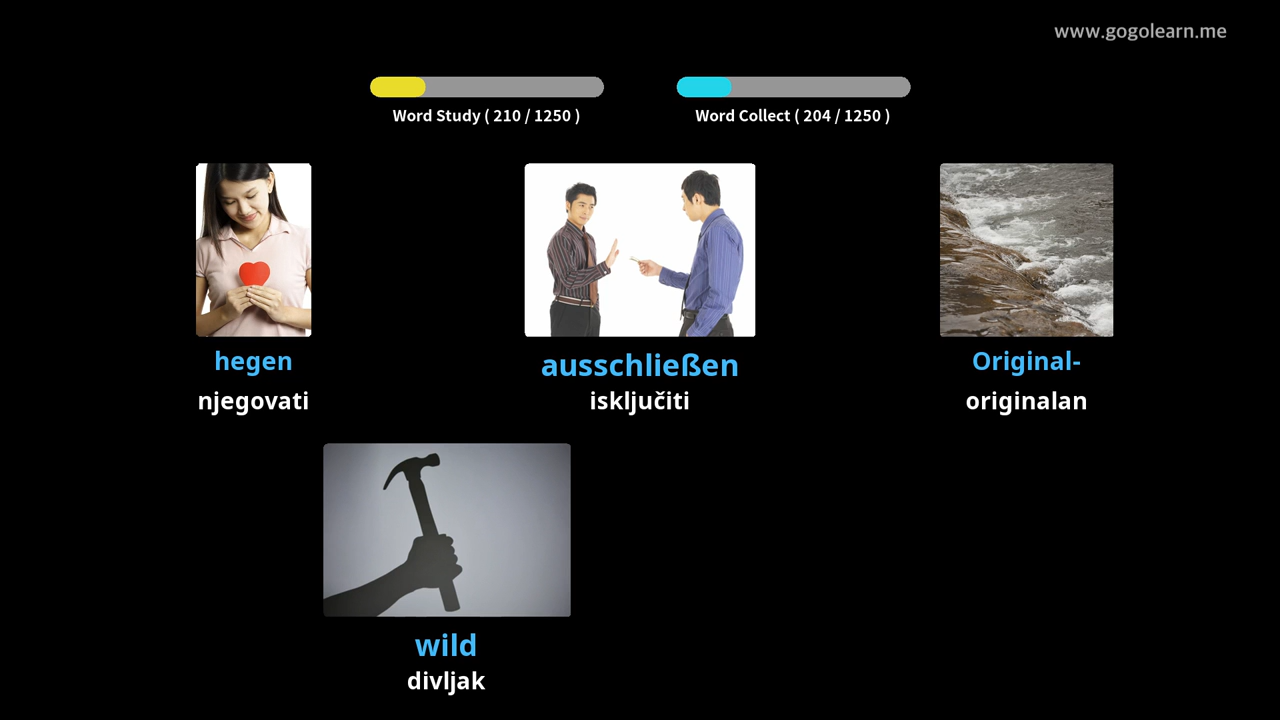 www.gogolearn.me
Word Study ( 210 / 1250 )
Word Collect ( 204 / 1250 )
hegen
njegovati
ausschließen
isključiti
Original-
originalan
wild
divljak